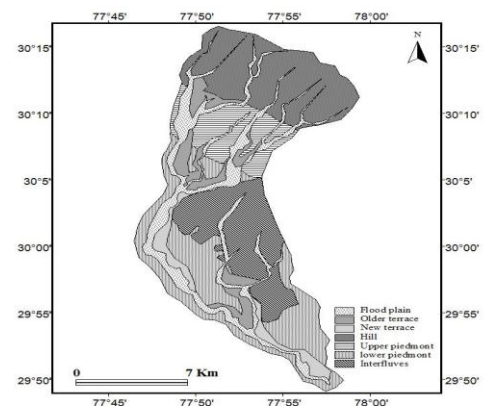 77°45' 77°50' 77°55' 78°00'
N
30°15' 30°15'
30°10' 30°10'
30°5' 30°5'
30°00' 30°00'
29°55' 29°55'
Flood plain
Older terrace
New terrace
Hill
Upper piedmont
lower piedmont
Interfluves
0 7 Km
29°50' 29°50'
77°45' 77°50' 77°55' 78°00'